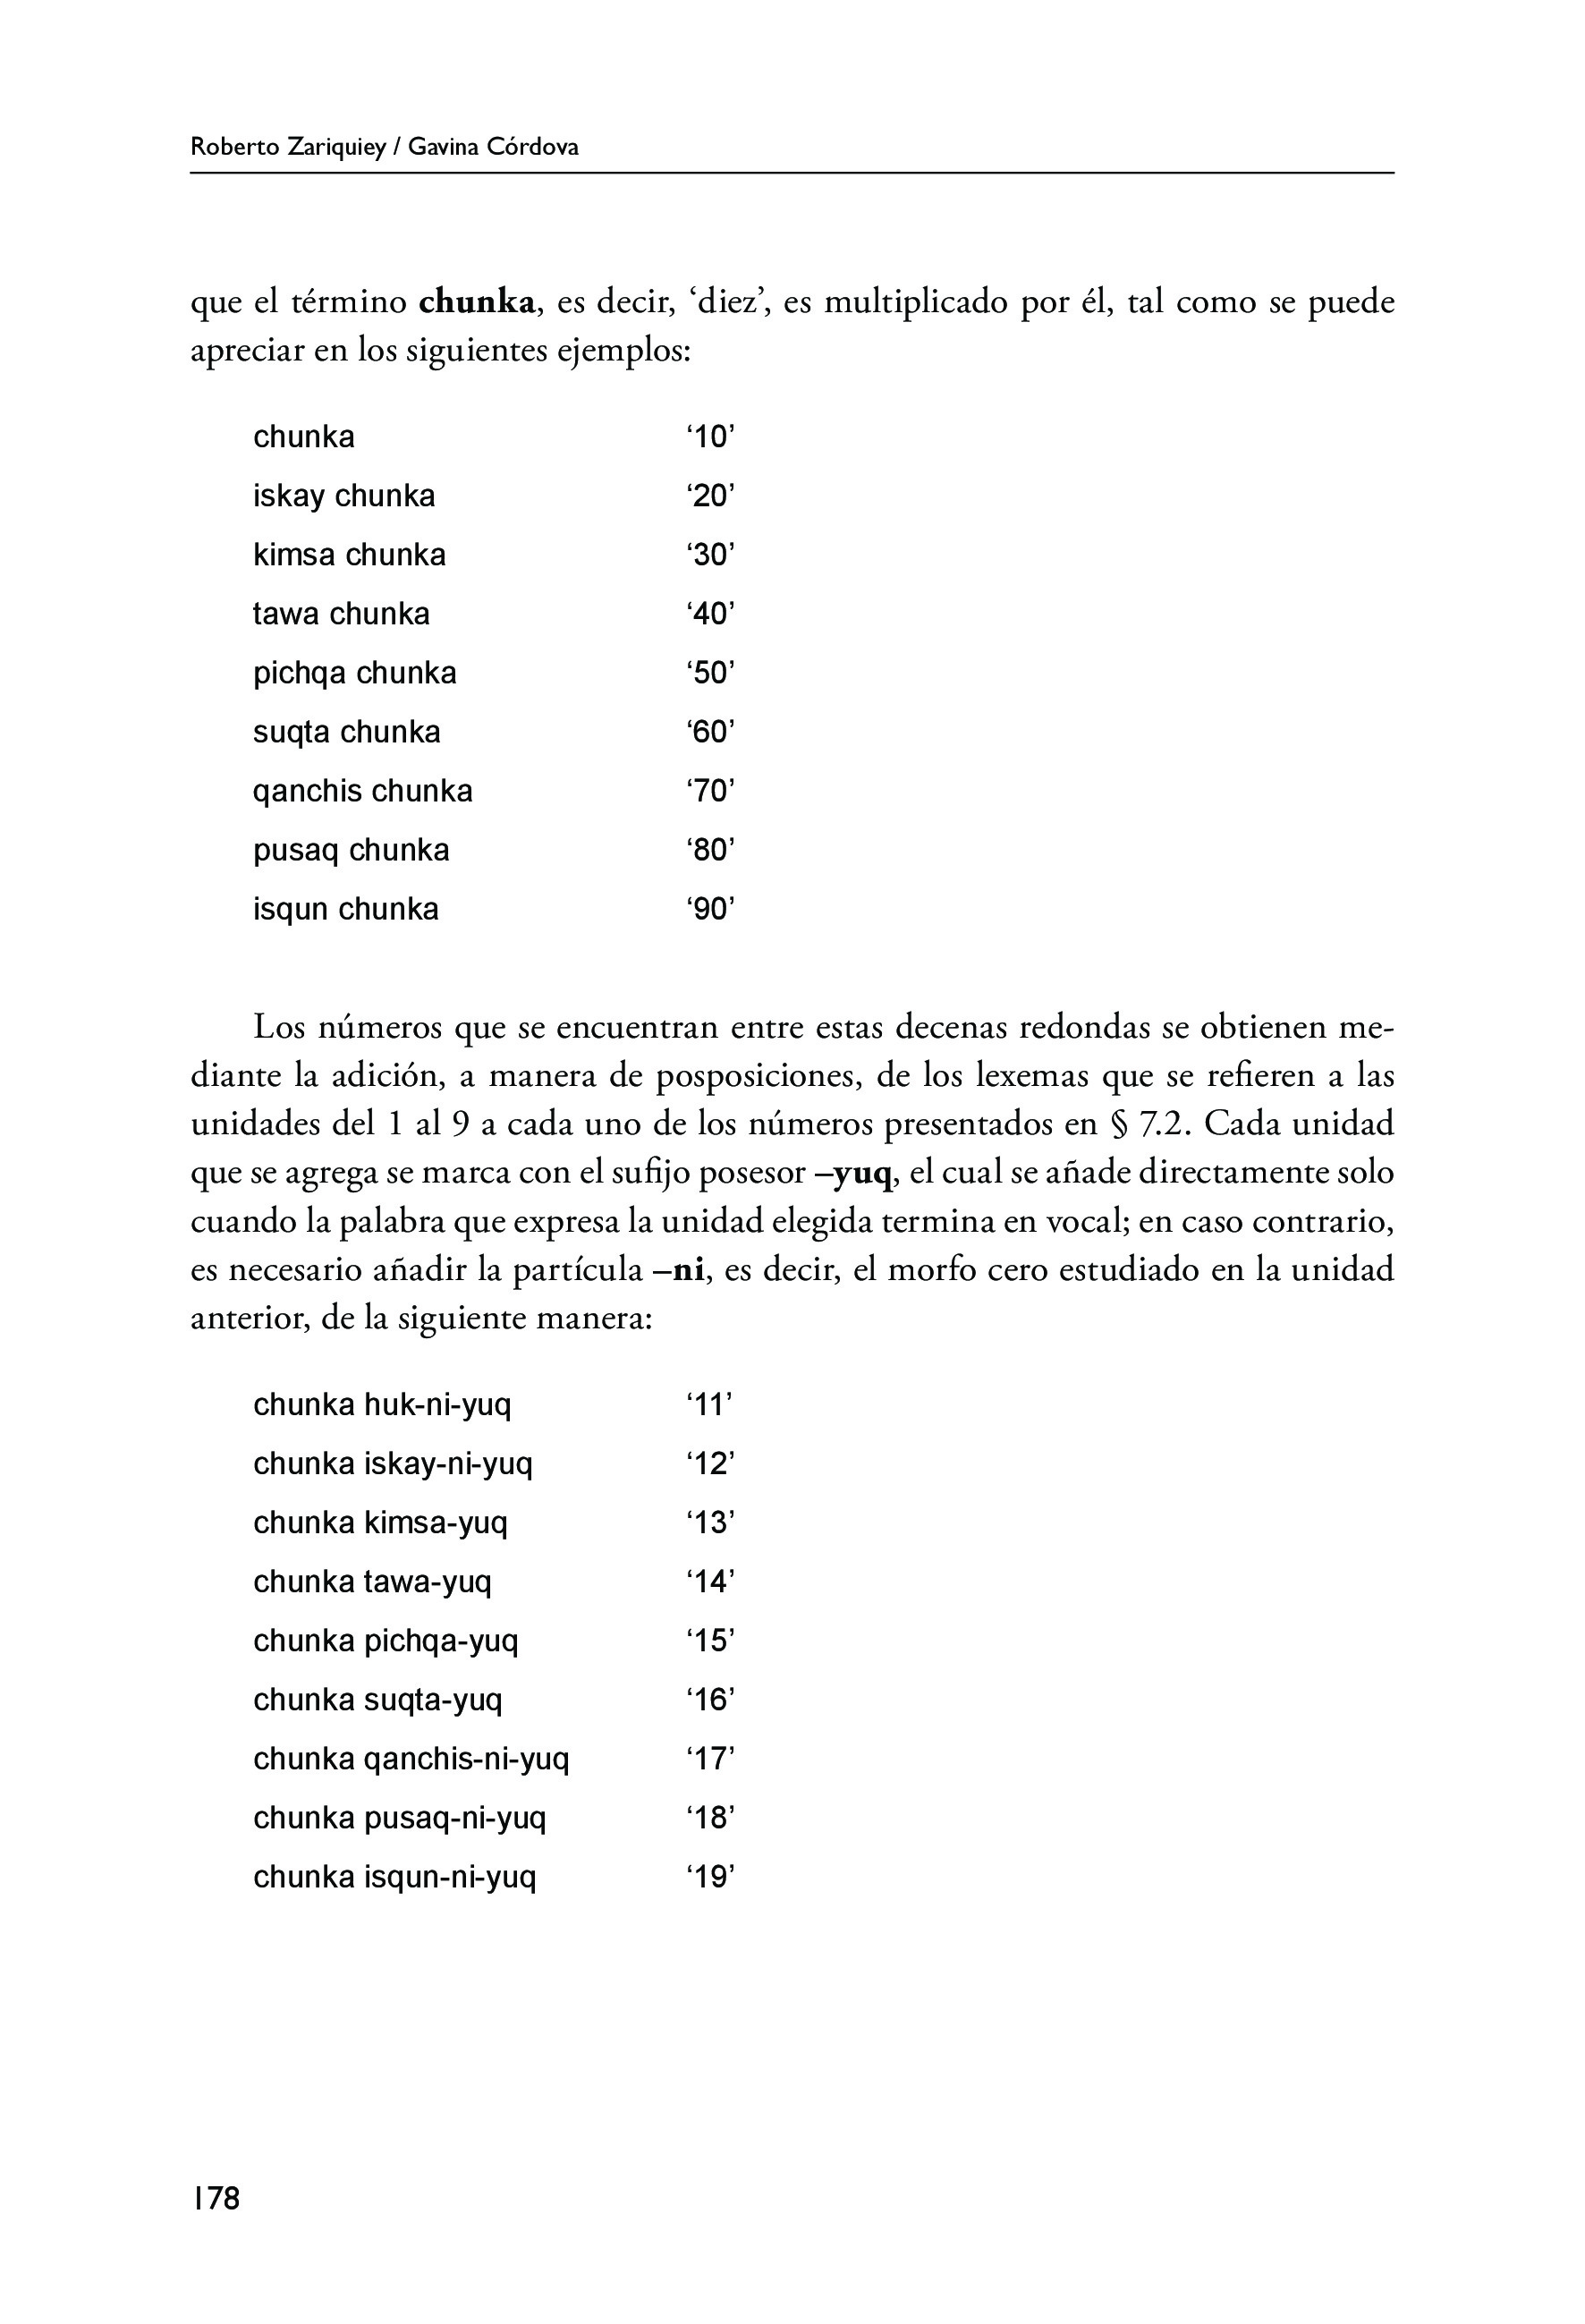 Roberto Zariquiey / Gavina Córdova
que el término chunka, es decir, ‘diez’, es multiplicado por él, tal como se puede
apreciar en los siguientes ejemplos:
chunka ‘10’
iskay chunka ‘20’
kimsa chunka ‘30’
tawa chunka ‘40’
pichqa chunka ‘50’
suqta chunka ‘60’
qanchis chunka ‘70’
pusaq chunka ‘80’
isqun chunka ‘90’
Los números que se encuentran entre estas decenas redondas se obtienen me-
diante la adición, a manera de posposiciones, de los lexemas que se refieren a las
unidades del 1 al 9 a cada uno de los números presentados en § 7.2. Cada unidad
que se agrega se marca con el sufijo posesor –yuq, el cual se añade directamente solo
cuando la palabra que expresa la unidad elegida termina en vocal; en caso contrario,
es necesario añadir la partícula –ni, es decir, el morfo cero estudiado en la unidad
anterior, de la siguiente manera:
chunka huk-ni-yuq ‘11’
chunka iskay-ni-yuq ‘12’
chunka kimsa-yuq ‘13’
chunka tawa-yuq ‘14’
chunka pichqa-yuq ‘15’
chunka suqta-yuq ‘16’
chunka qanchis-ni-yuq ‘17’
chunka pusaq-ni-yuq ‘18’
chunka isqun-ni-yuq ‘19’
178